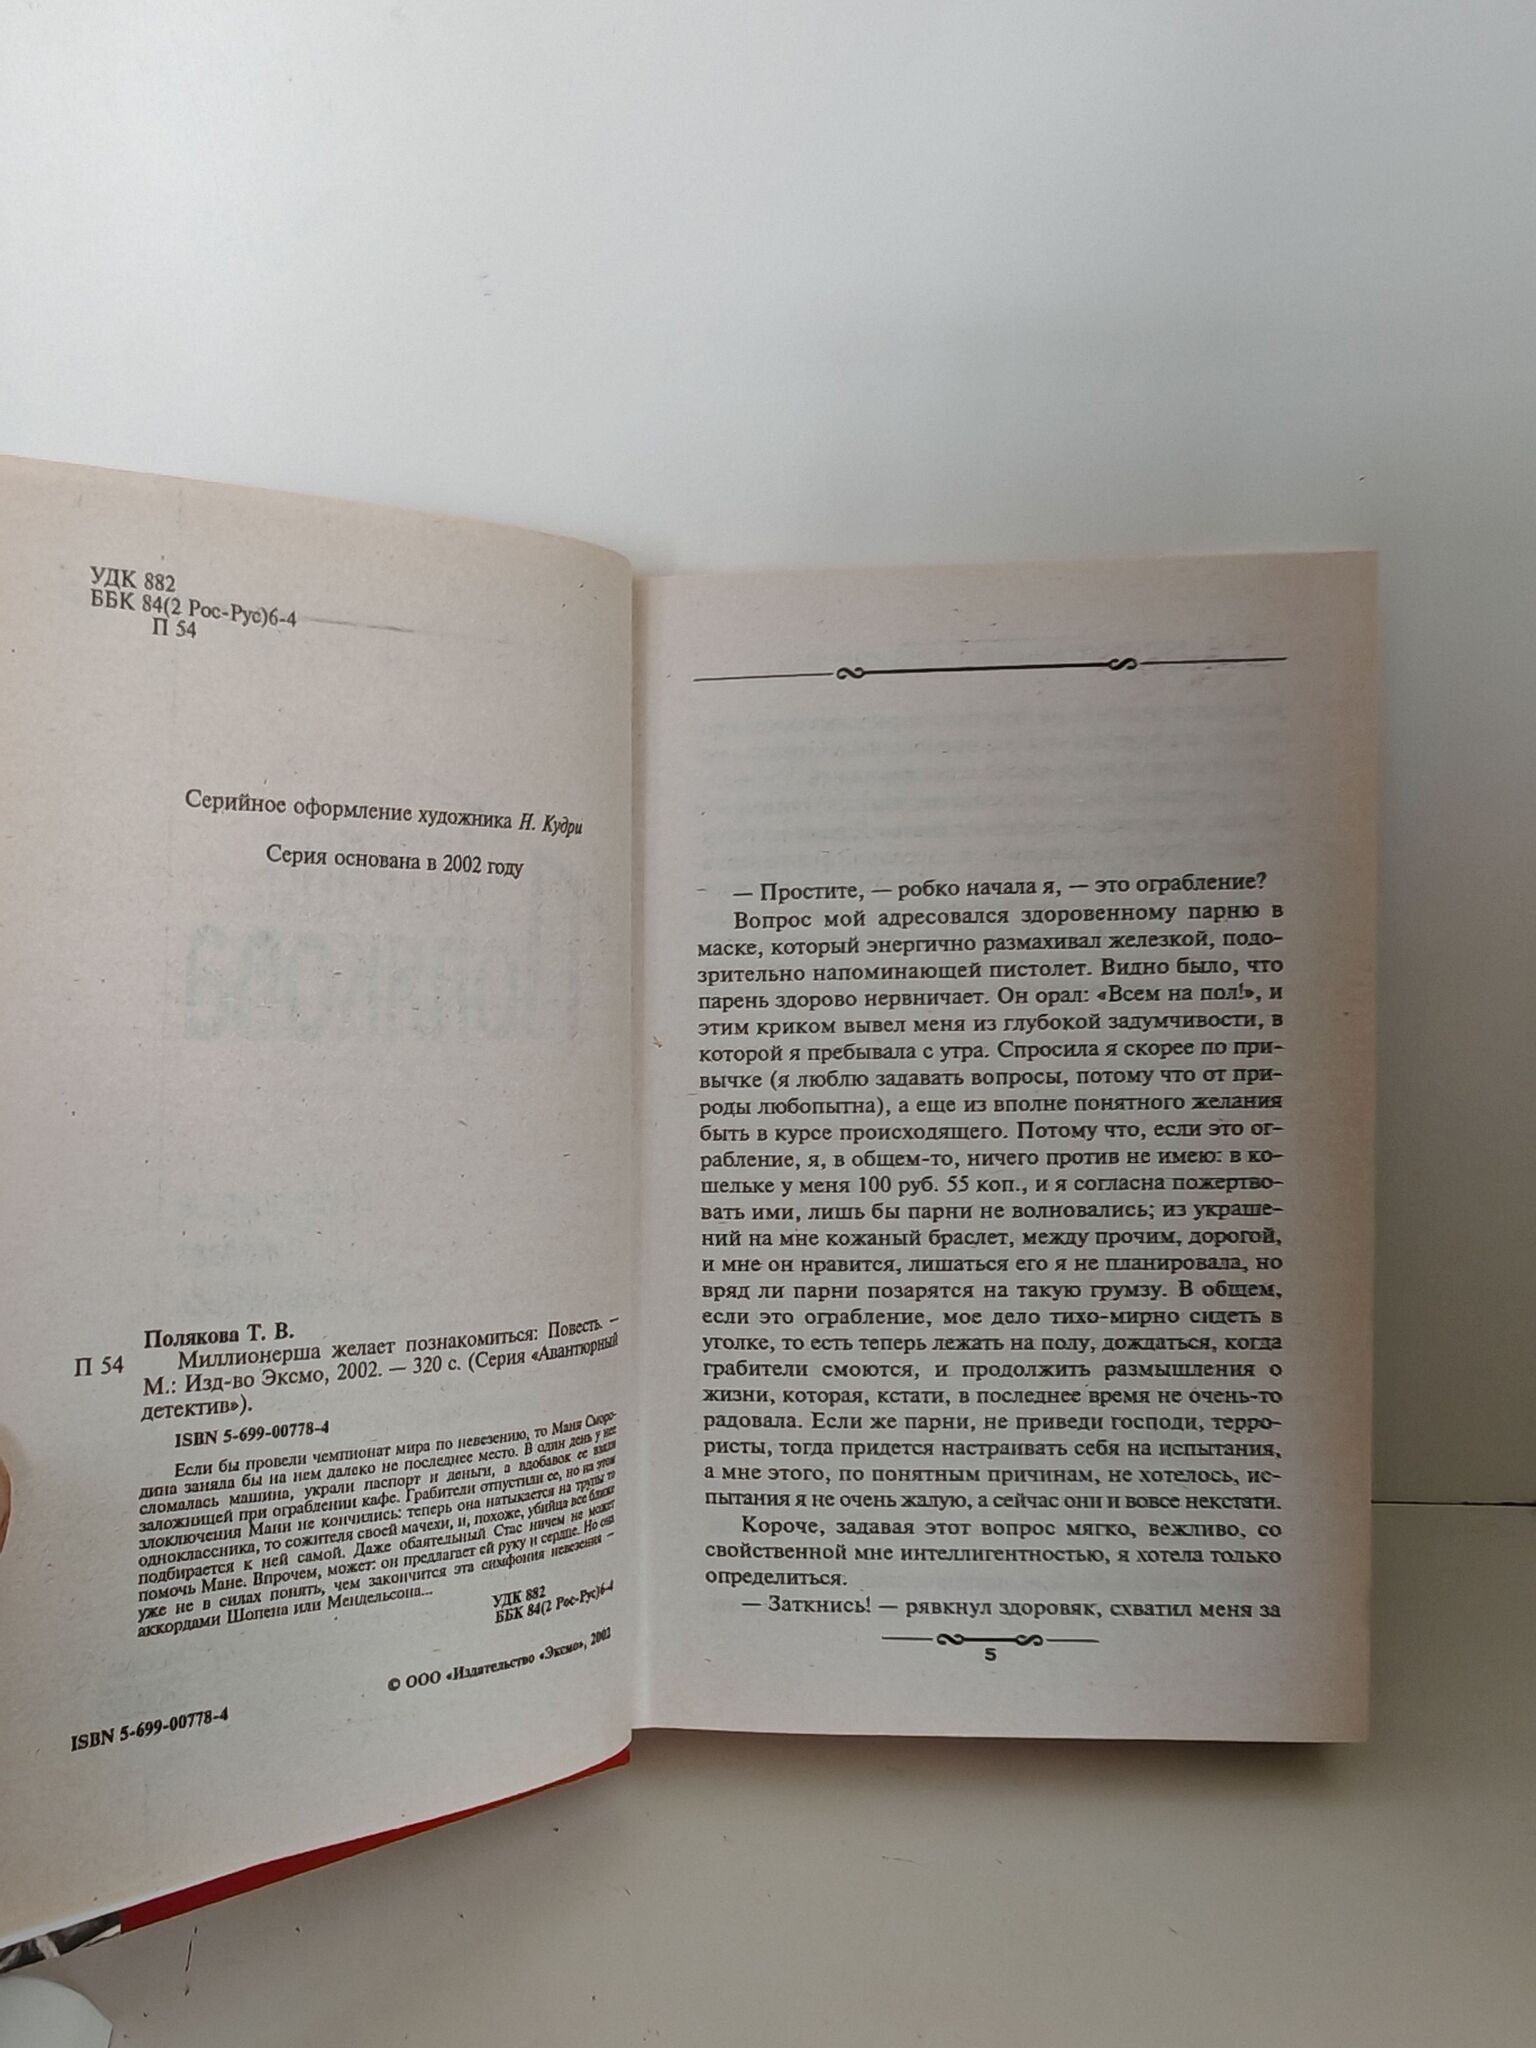 УДК 882
ББК 84(2 Рос-Рус)6-4
П 54
Серийное оформление художника Н. Кудри
Серия основана в 2002 году
Полякова Т. В.
П 54 Миллионерша желает познакомиться: Повесть. –
М.: Изд-во Эксмо, 2002. — 320 с. (Серия «Авантюрный
детектив»).
ISBN 5-699-00778-4
Если бы провели чемпионат мира по невезению, то Маня Сморо-
дина заняла бы на нем далеко не последнее место. В один день у нее
сломалась машина, украли паспорт и деньги, а вдобавок ее взяли
заложницей при ограблении кафе. Грабители отпустили ее, но на этом
злоключения Мани не кончились: теперь она натыкается на трупы то
одноклассника, то сожителя своей мачехи, и, похоже, убийца все ближе
подбирается к ней самой. Даже обаятельный Стас ничем не может
помочь Мане. Впрочем, может: он предлагает ей руку и сердце. Но она
уже не в силах понять, чем закончится эта симфония невезения –
аккордами Шопена или Мендельсона...
УДК 882
ББК 84(2 Рос-Рус)6-4
© ООО «Издательство «Эксмо», 2002
ISBN 5-699-00778-4
— Простите, — робко начала я, — это ограбление?
Вопрос мой адресовался здоровенному парню в
маске, который энергично размахивал железкой, подо-
зрительно напоминающей пистолет. Видно было, что
парень здорово нервничает. Он орал: «Всем на пол!», и
этим криком вывел меня из глубокой задумчивости, в
которой я пребывала с утра. Спросила я скорее по при-
вычке (я люблю задавать вопросы, потому что от при-
роды любопытна), а еще из вполне понятного желания
быть в курсе происходящего. Потому что, если это ог-
рабление, я, в общем-то, ничего против не имею: в ко-
шельке у меня 100 руб. 55 коп., и я согласна пожертво-
вать ими, лишь бы парни не волновались; из украше-
ний на мне кожаный браслет, между прочим, дорогой,
и мне он нравится, лишаться его я не планировала, но
вряд ли парни позарятся на такую грумзу. В общем,
если это ограбление, мое дело тихо-мирно сидеть в
уголке, то есть теперь лежать на полу, дождаться, когда
грабители смоются, и продолжить размышления о
жизни, которая, кстати, в последнее время не очень-то
радовала. Если же парни, не приведи господи, терро-
ристы, тогда придется настраивать себя на испытания,
а мне этого, по понятным причинам, не хотелось, ис-
пытания я не очень жалую, а сейчас они и вовсе некстати.
Короче, задавая этот вопрос мягко, вежливо, со
свойственной мне интеллигентностью, я хотела только
определиться.
— Заткнись! — рявкнул здоровяк, схватил меня за
5